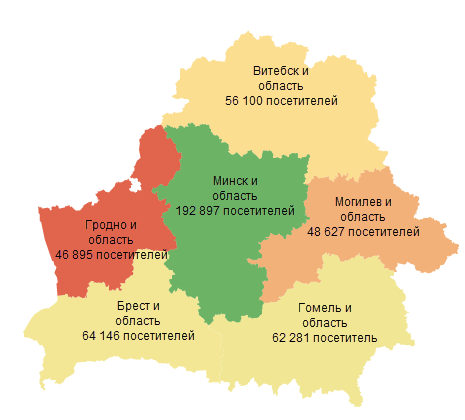 Витебск и
область
56 100 посетителей
Минск и
область
192 897 посетителей
Могилев и
область
48 627 посетителей
Гродно и
область
46 895 посетителей
Брест и
область
64 146 посетителей
Гомель и
область
62 281 посетитель